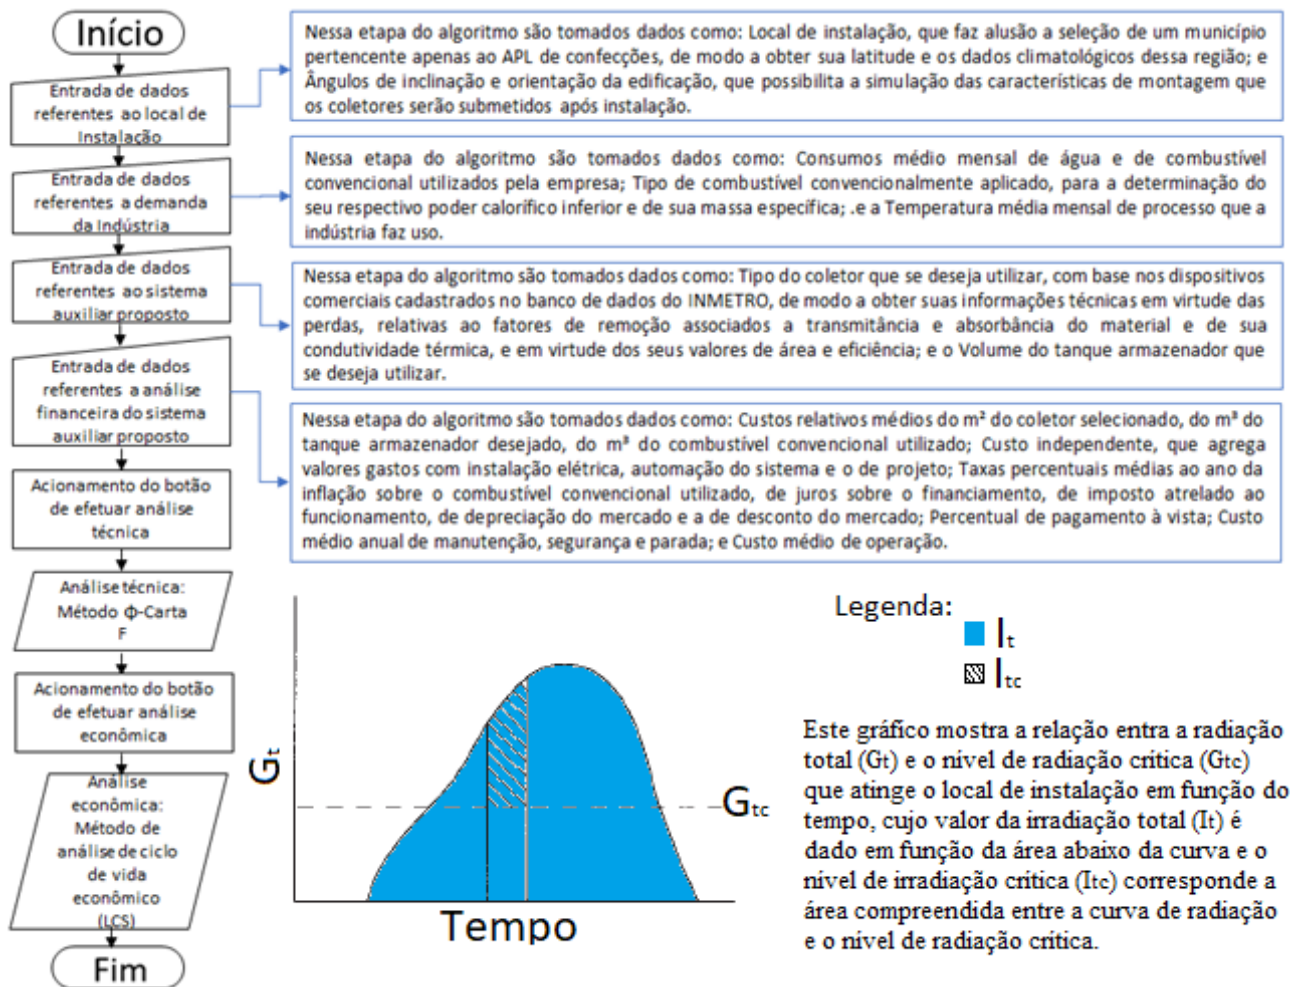 Início
Entrada de dados
referentes ao local de
Instalação
Entrada de dados
referentes a demanda
da Indústria
Entrada de dados
referentes ao sistema
auxiliar proposto
Entrada de dados
referentes a análise
financeira do sistema
auxiliar proposto
Acionamento do botão
de efetuar análise
técnica
Análise técnica:
Método Φ-Carta
F
Acionamento do botão
de efetuar análise
econômica
Análise
econômica:
Método de
análise de ciclo
de vida
econômico
(LCS)
Fim
Nessa etapa do algoritmo são tomados dados como: Local de instalação, que faz alusão a seleção de um município
pertencente apenas ao APL de confecções, de modo a obter sua latitude e os dados climatológicos dessa região; e
Ângulos de inclinação e orientação da edificação, que possibilita a simulação das características de montagem que
os coletores serão submetidos após instalação.
Nessa etapa do algoritmo são tomados dados como: Consumos médio mensal de água e de combustível
convencional utilizados pela empresa; Tipo de combustível convencionalmente aplicado, para a determinação do
seu respectivo poder calorífico inferior e de sua massa específica; .e a Temperatura média mensal de processo que a
indústria faz uso.
Nessa etapa do algoritmo são tomados dados como: Tipo do coletor que se deseja utilizar, com base nos dispositivos
comerciais cadastrados no banco de dados do INMETRO, de modo a obter suas informações técnicas em virtude das
perdas, relativas ao fatores de remoção associados a transmitância e absorbância do material e de sua
condutividade térmica, e em virtude dos seus valores de área e eficiência; e o Volume do tanque armazenador que
se deseja utilizar.
Nessa etapa do algoritmo são tomados dados como: Custos relativos médios do m² do coletor selecionado, do m³ do
tanque armazenador desejado, do m³ do combustível convencional utilizado; Custo independente, que agrega
valores gastos com instalação elétrica, automação do sistema e o de projeto; Taxas percentuais médias ao ano da
inflação sobre o combustível convencional utilizado, de juros sobre o financiamento, de imposto atrelado ao
funcionamento, de depreciação do mercado e a de desconto do mercado; Percentual de pagamento à vista; Custo
médio anual de manutenção, segurança e parada; e Custo médio de operação.
Gt
Gtc
Tempo
Legenda:
It
Itc
Este gráfico mostra a relação entra a radiação
total (Gt) e o nivel de radiação crítica (Gtc)
que atinge o local de instalação em função do
tempo, cujo valor da irradiação total (It) é
dado em função da área abaixo da curva e o
nivel de irradiação crítica (Itc) corresponde a
área compreendida entre a curva de radiação
e o nivel de radiação crítica.